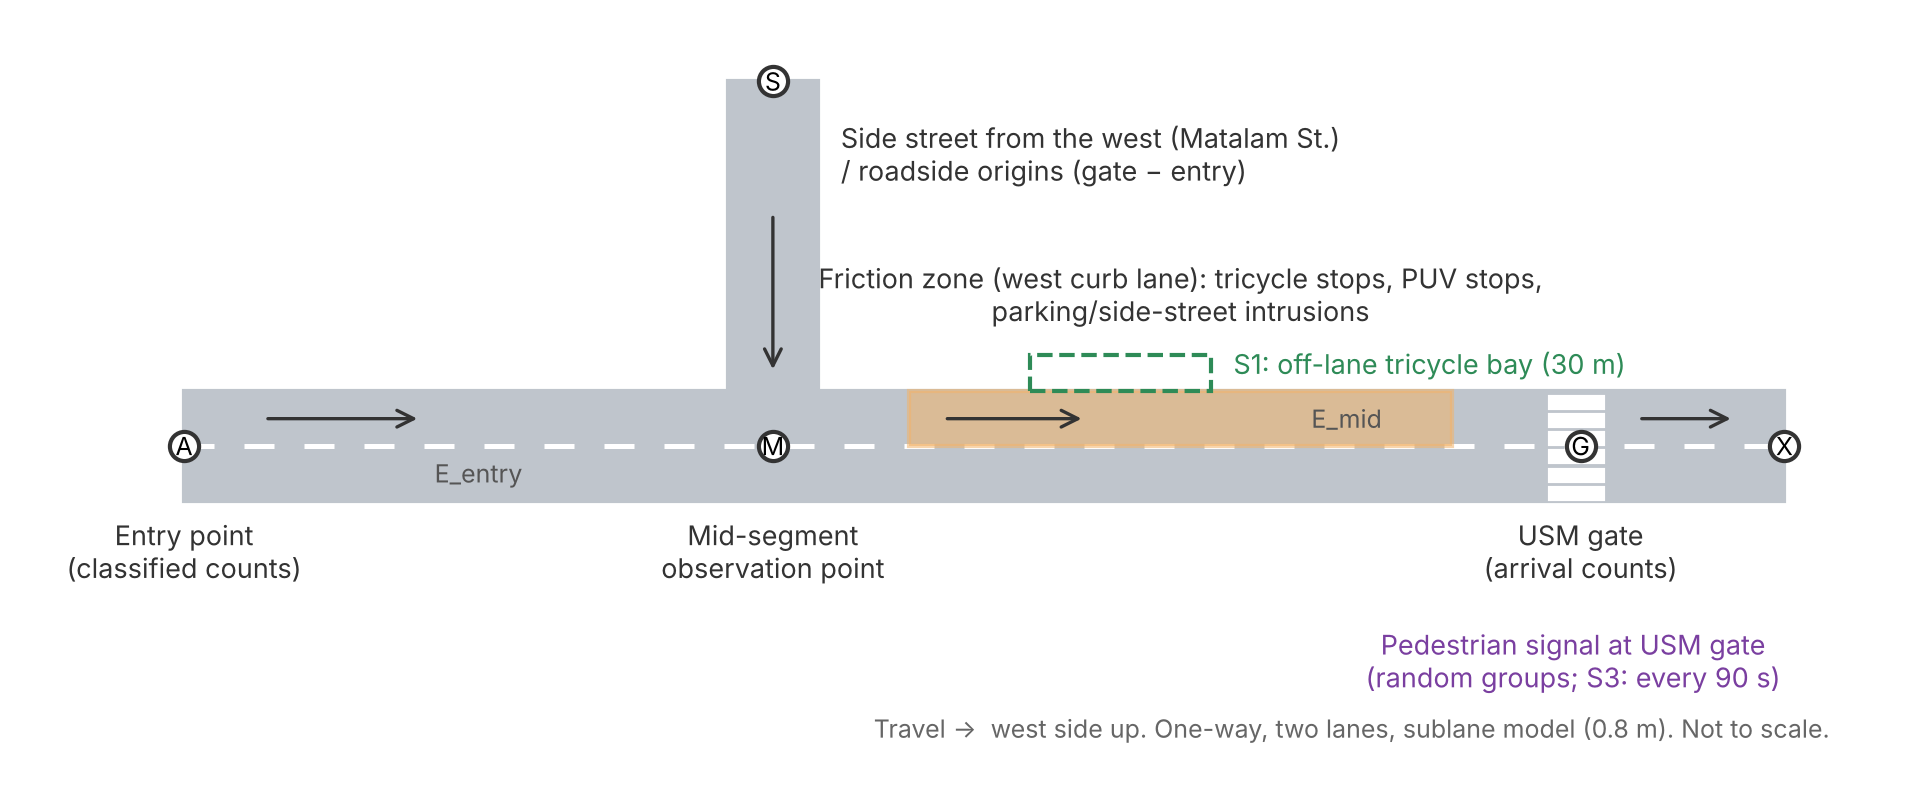 S
Side street from the west (Matalam St.)
/ roadside origins (gate − entry)
Friction zone (west curb lane): tricycle stops, PUV stops,
parking/side-street intrusions
S1: off-lane tricycle bay (30 m)
E_mid
A
M
G
X
E_entry
Entry point
(classified counts)
Mid-segment
observation point
USM gate
(arrival counts)
Pedestrian signal at USM gate
(random groups; S3: every 90 s)
Travel → west side up. One-way, two lanes, sublane model (0.8 m). Not to scale.